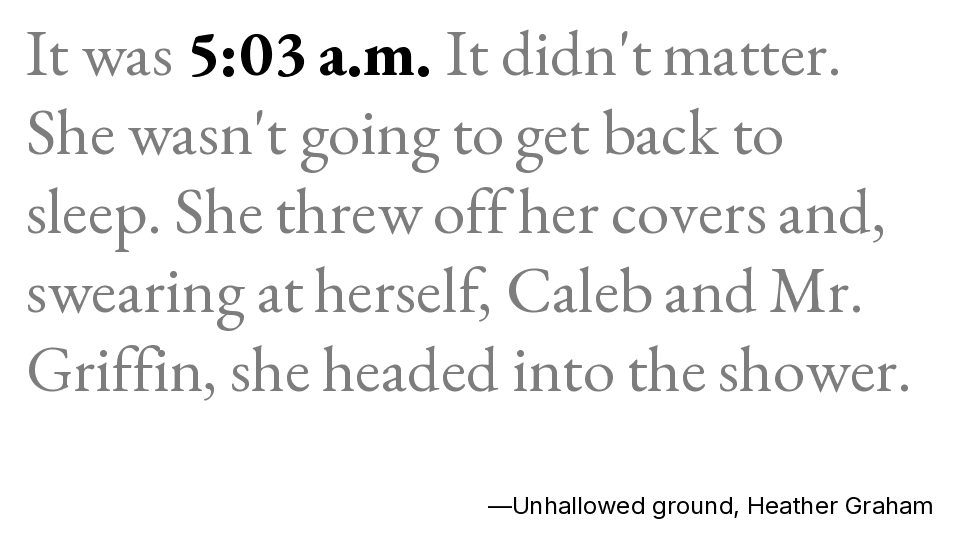 It was 5:03 a.m. It didn't matter.
She wasn't going to get back to
sleep. She threw off her covers and,
swearing at herself, Caleb and Mr.
Griffin, she headed into the shower.
—Unhallowed ground, Heather Graham